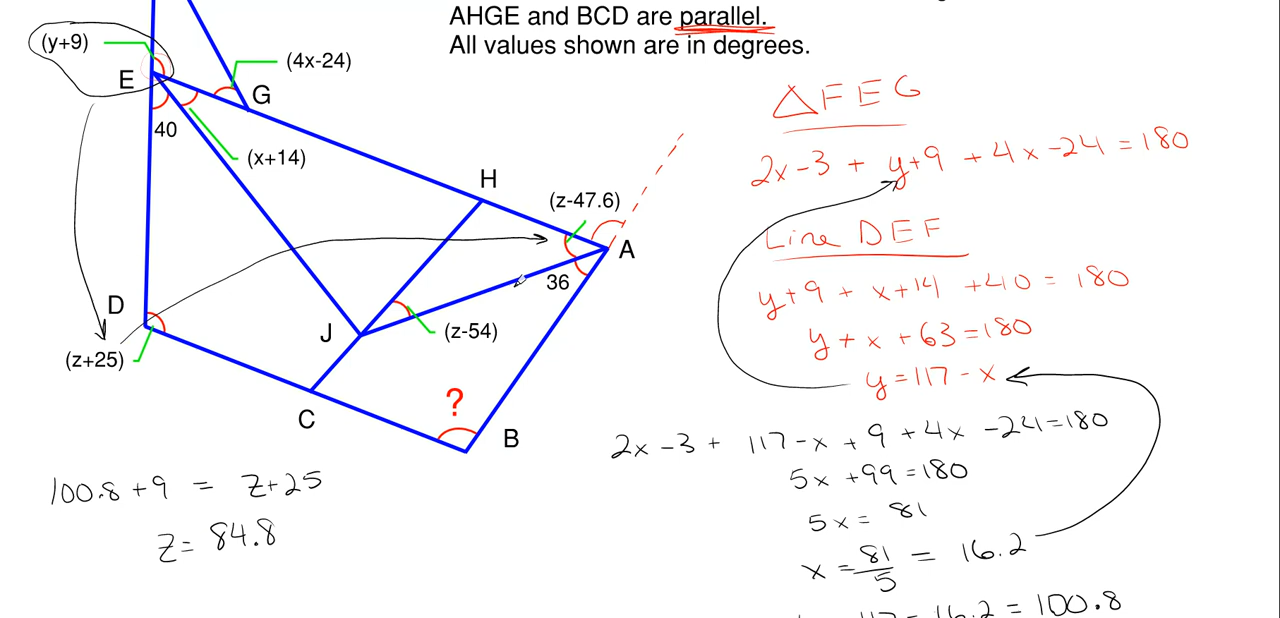 AHGE and BCD are parallel.
All values shown are in degrees.
(y+9)
(4x-24)
E
G
40
(x+14)
H
(z-47.6)
A
36
D
(z+25)
J
(z-54)
C
?
B
△FEG
2x-3 + y+9 + 4x-24 = 180
Line DEF
y+9 + x+14 +40 = 180
y + x + 63 = 180
y = 117 - x
2x-3 + 117-x + 9 + 4x -24=180
5x +99 = 180
5x = 81
x = 81/5 = 16.2
117 - 16.2 = 100.8
100.8 + 9 = z+25
z = 84.8